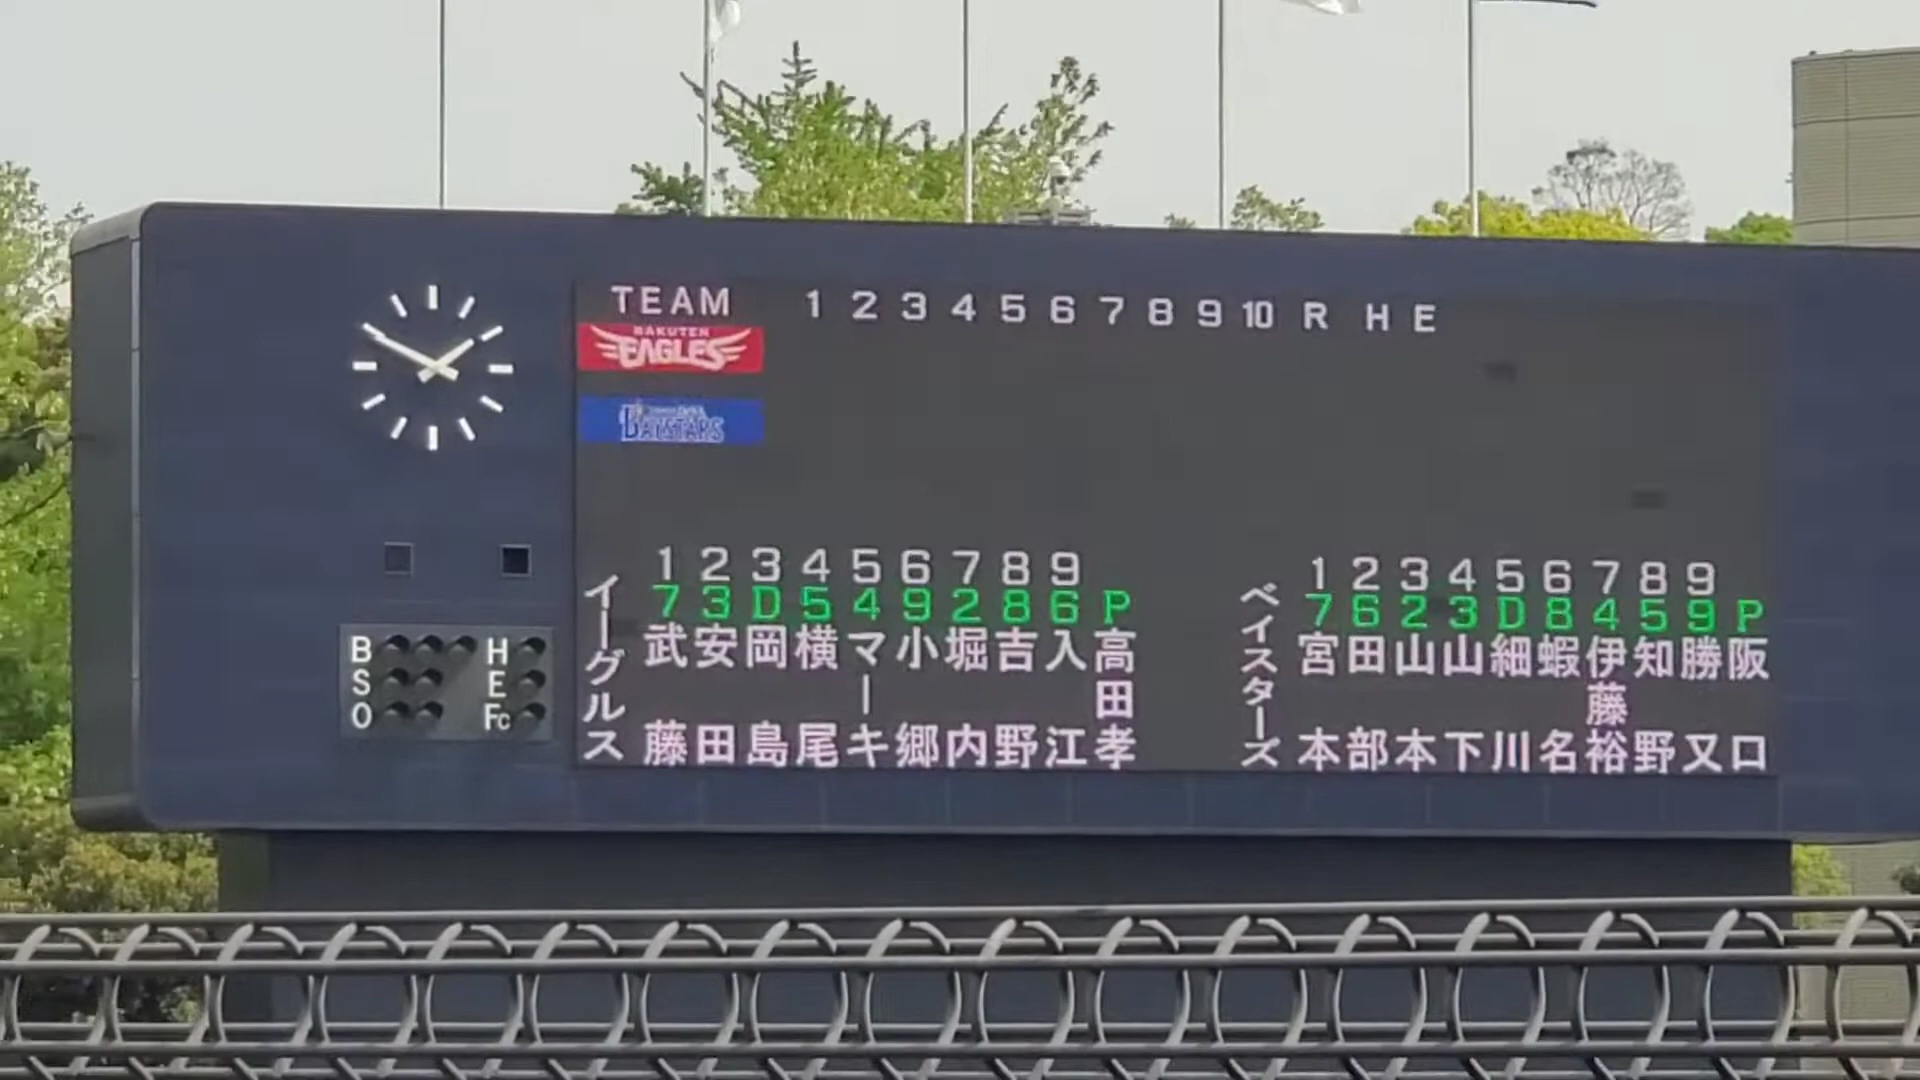 TEAM 1 2 3 4 5 6 7 8 9 10 R H E
RAKUTEN
EAGLES
BAYSTARS
B H
S E
O Fc
イーグルス
1 2 3 4 5 6 7 8 9
7 3 D 5 4 9 2 8 6 P
武藤
安田
岡島
横尾
マーキ
小郷
堀内
吉野
入江
高田孝
ベイスターズ
1 2 3 4 5 6 7 8 9
7 6 2 3 D 8 4 5 9 P
宮本
田部
山本
山下
細川
蝦名
伊藤裕
知野
勝又
阪口